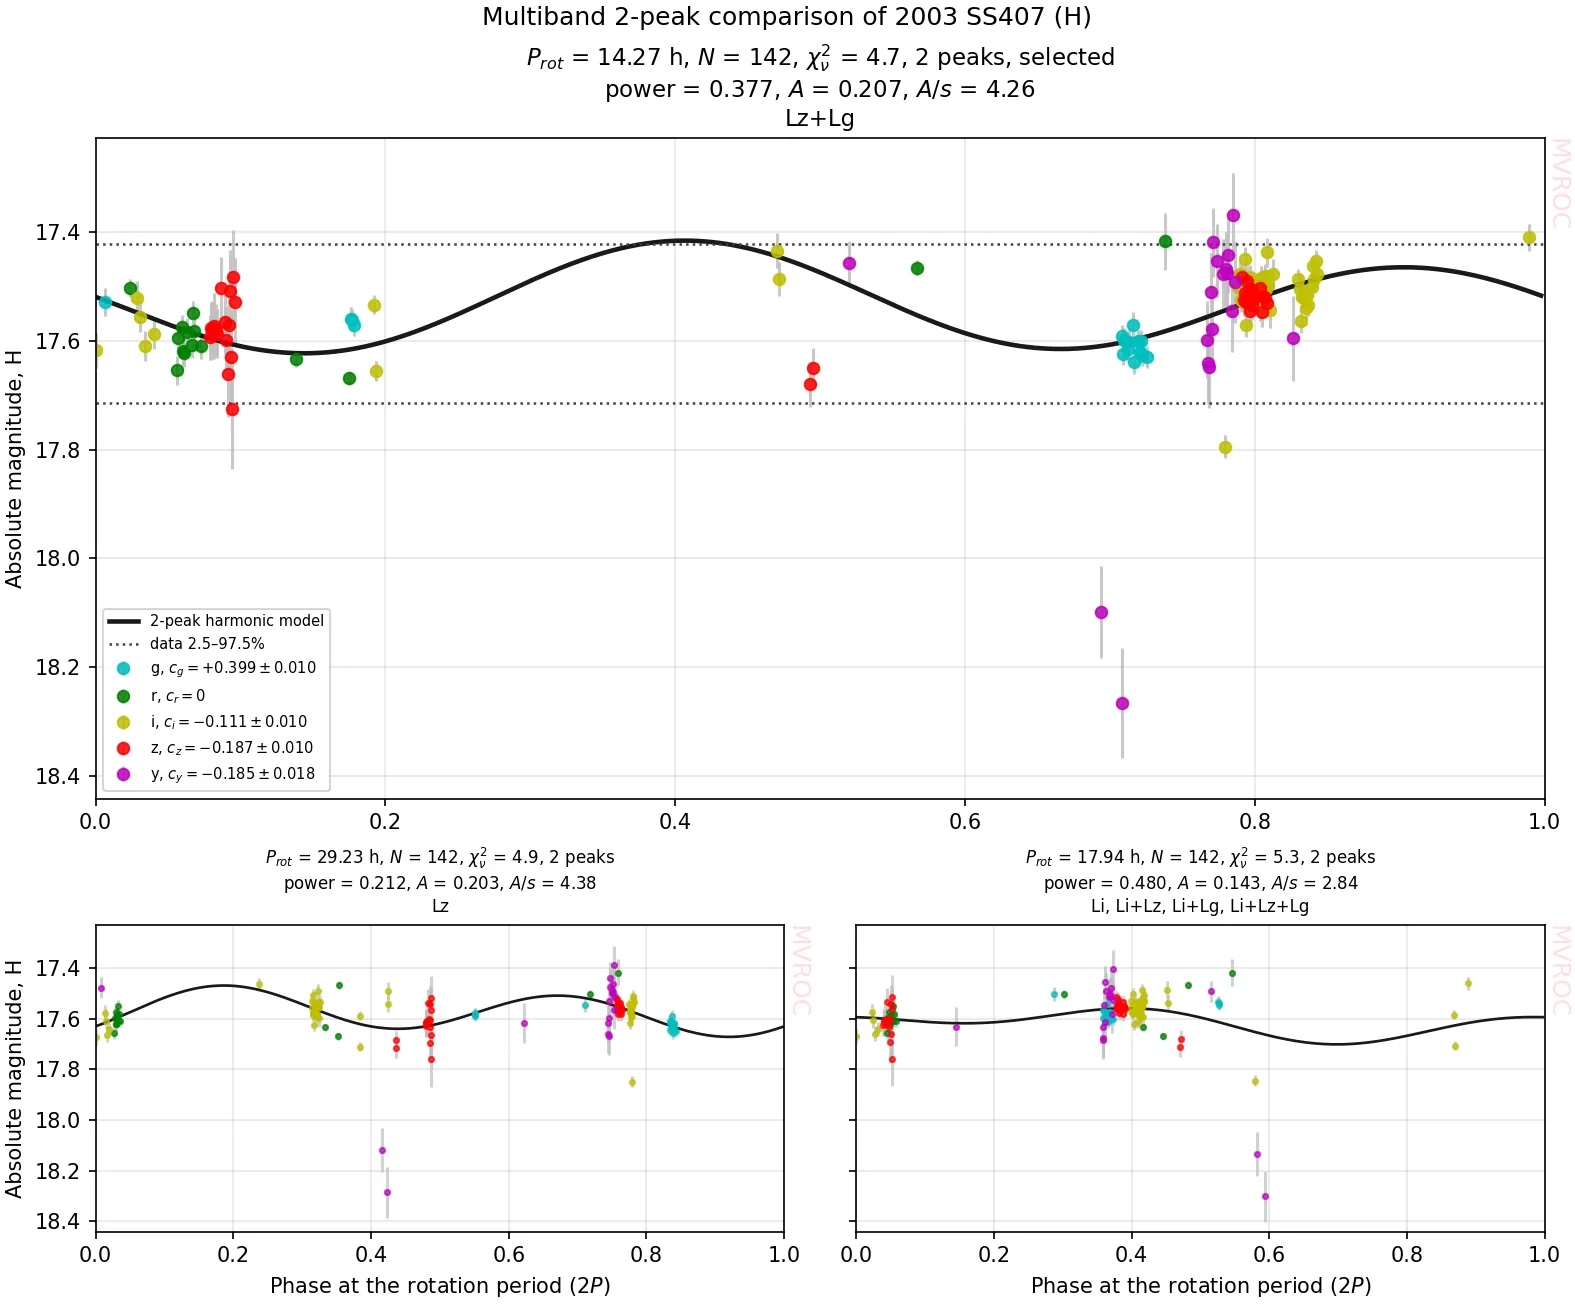 Multiband 2-peak comparison of 2003 SS407 (H)
P_rot = 14.27 h, N = 142, χ²_ν = 4.7, 2 peaks, selected
power = 0.377, A = 0.207, A/s = 4.26
Lz+Lg
MVROC
17.4
17.6
17.8
18.0
18.2
18.4
Absolute magnitude, H
2-peak harmonic model
data 2.5–97.5%
g, c_g = +0.399 ± 0.010
r, c_r = 0
i, c_i = −0.111 ± 0.010
z, c_z = −0.187 ± 0.010
y, c_y = −0.185 ± 0.018
0.0 0.2 0.4 0.6 0.8 1.0
P_rot = 29.23 h, N = 142, χ²_ν = 4.9, 2 peaks
power = 0.212, A = 0.203, A/s = 4.38
Lz
MVROC
17.4
17.6
17.8
18.0
18.2
18.4
Absolute magnitude, H
0.0 0.2 0.4 0.6 0.8 1.0
Phase at the rotation period (2P)
P_rot = 17.94 h, N = 142, χ²_ν = 5.3, 2 peaks
power = 0.480, A = 0.143, A/s = 2.84
Li, Li+Lz, Li+Lg, Li+Lz+Lg
MVROC
0.0 0.2 0.4 0.6 0.8 1.0
Phase at the rotation period (2P)